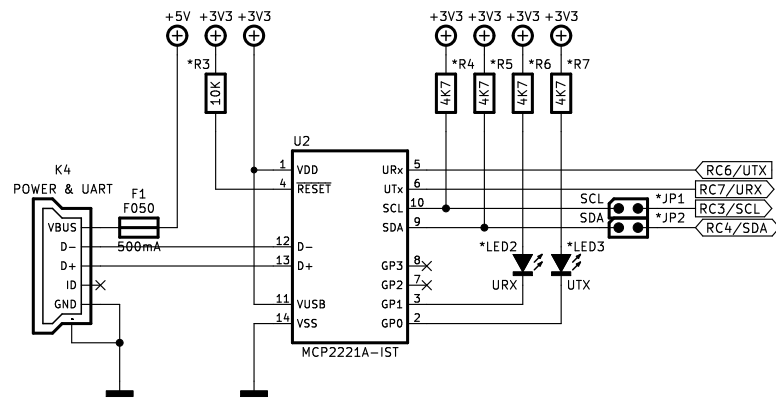 +5V +3V3 +3V3 +3V3 +3V3 +3V3 +3V3
*R3 10K *R4 4K7 *R5 4K7 *R6 4K7 *R7 4K7
U2
K4
POWER & UART
F1
F050
500mA
VBUS
D-
D+
ID
GND
1 VDD
4 RESET
12 D-
13 D+
11 VUSB
14 VSS
URx 5
UTx 6
SCL 10
SDA 9
GP3 8
GP2 7
GP1 3
GP0 2
MCP2221A-IST
RC6/UTX
RC7/URX
SCL *JP1 RC3/SCL
SDA *JP2 RC4/SDA
*LED2 *LED3
URX UTX